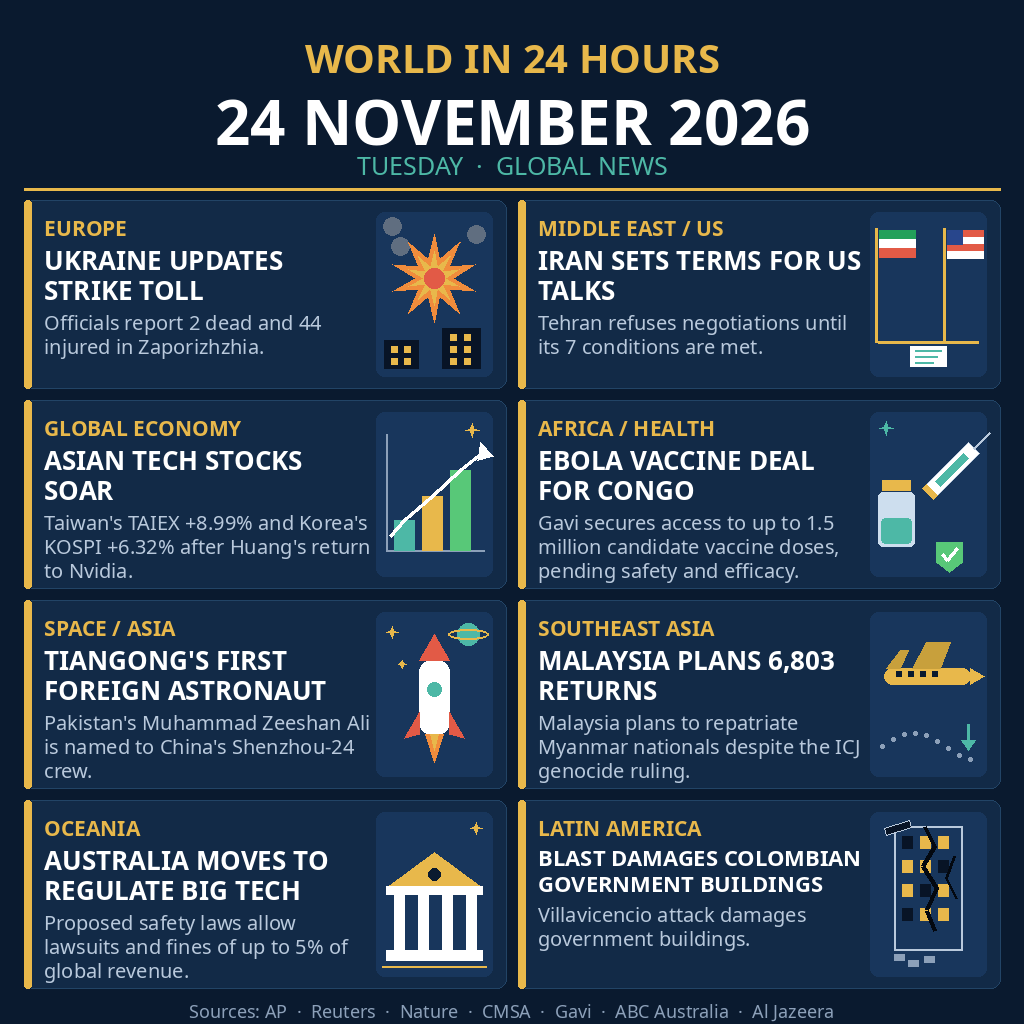 WORLD IN 24 HOURS
24 NOVEMBER 2026
TUESDAY · GLOBAL NEWS
EUROPE
UKRAINE UPDATES
STRIKE TOLL
Officials report 2 dead and 44
injured in Zaporizhzhia.
MIDDLE EAST / US
IRAN SETS TERMS FOR US
TALKS
Tehran refuses negotiations until
its 7 conditions are met.
GLOBAL ECONOMY
ASIAN TECH STOCKS
SOAR
Taiwan's TAIEX +8.99% and Korea's
KOSPI +6.32% after Huang's return
to Nvidia.
AFRICA / HEALTH
EBOLA VACCINE DEAL
FOR CONGO
Gavi secures access to up to 1.5
million candidate vaccine doses,
pending safety and efficacy.
SPACE / ASIA
TIANGONG'S FIRST
FOREIGN ASTRONAUT
Pakistan's Muhammad Zeeshan Ali
is named to China's Shenzhou-24
crew.
SOUTHEAST ASIA
MALAYSIA PLANS 6,803
RETURNS
Malaysia plans to repatriate
Myanmar nationals despite the ICJ
genocide ruling.
OCEANIA
AUSTRALIA MOVES TO
REGULATE BIG TECH
Proposed safety laws allow
lawsuits and fines of up to 5% of
global revenue.
LATIN AMERICA
BLAST DAMAGES COLOMBIAN
GOVERNMENT BUILDINGS
Villavicencio attack damages
government buildings.
Sources: AP · Reuters · Nature · CMSA · Gavi · ABC Australia · Al Jazeera